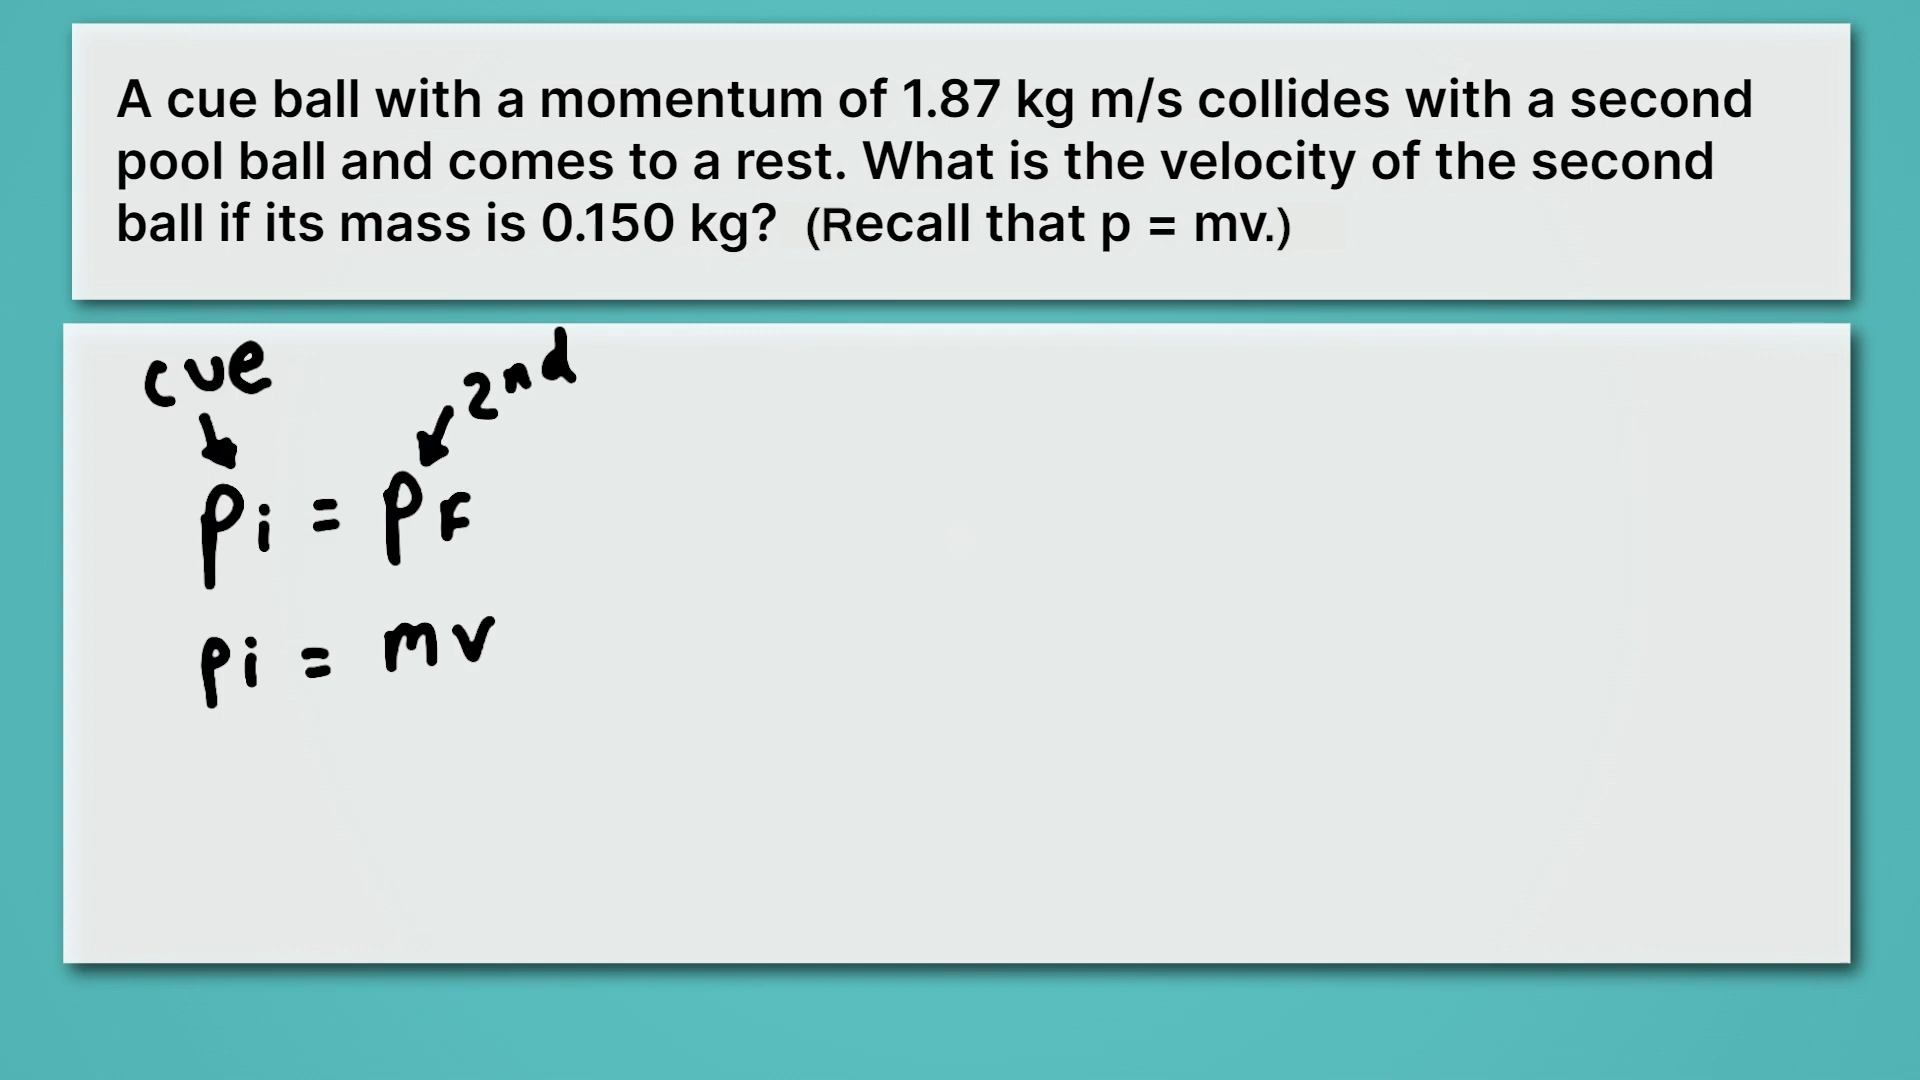 A cue ball with a momentum of 1.87 kg m/s collides with a second
pool ball and comes to a rest. What is the velocity of the second
ball if its mass is 0.150 kg? (Recall that p = mv.)
cue 2nd
pi = pF
pi = mv